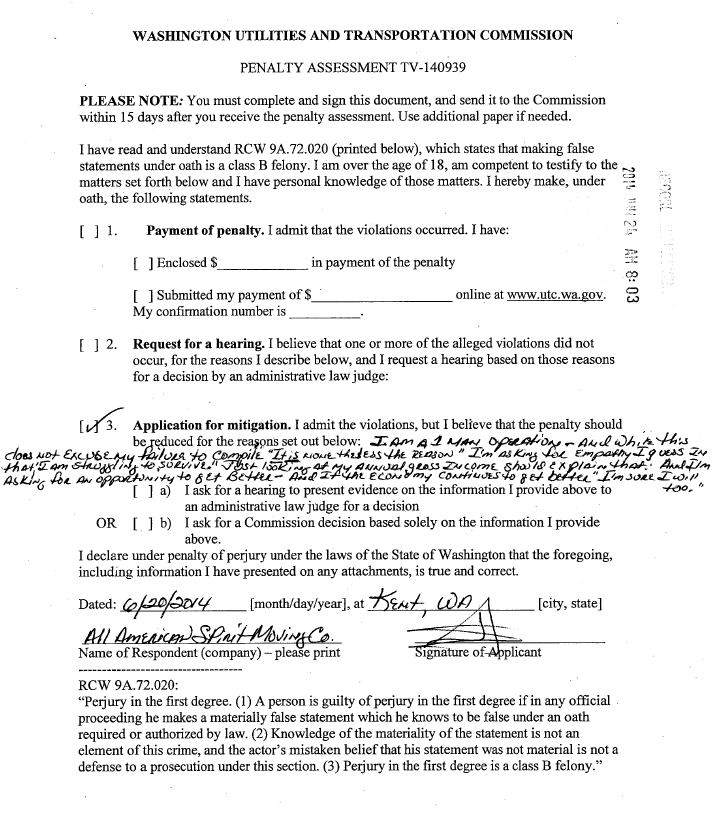 WASHINGTON UTILITIES AND TRANSPORTATION COMMISSION
PENALTY ASSESSMENT TV-140939
PLEASE NOTE: You must complete and sign this document, and send it to the Commission
within 15 days after you receive the penalty assessment. Use additional paper if needed.
I have read and understand RCW 9A.72.020 (printed below), which states that making false
statements under oath is a class B felony. I am over the age of 18, am competent to testify to the
matters set forth below and I have personal knowledge of those matters. I hereby make, under
oath, the following statements.
[ ] 1. Payment of penalty. I admit that the violations occurred. I have:
[ ] Enclosed $____________ in payment of the penalty
[ ] Submitted my payment of $__________________ online at www.utc.wa.gov.
My confirmation number is _________.
[ ] 2. Request for a hearing. I believe that one or more of the alleged violations did not
occur, for the reasons I describe below, and I request a hearing based on those reasons
for a decision by an administrative law judge:
[✓] 3. Application for mitigation. I admit the violations, but I believe that the penalty should
be reduced for the reasons set out below: I AM A 1 MAN OPERATION - And while this
does not EXCUSE my failure to compile "It is none theless the REASON" I'm asking for Empathy I guess IN
that "I am struggling to survive." Just looking at my ANNUAL gross INCOME should explain that. And I'm
ASKING for AN opportunity to get Better - And if the ECONOMY continues to get better "I'm sure I will
too."
[ ] a) I ask for a hearing to present evidence on the information I provide above to
an administrative law judge for a decision
OR [ ] b) I ask for a Commission decision based solely on the information I provide
above.
I declare under penalty of perjury under the laws of the State of Washington that the foregoing,
including information I have presented on any attachments, is true and correct.
Dated: 6/20/2014 [month/day/year], at Kent, WA [city, state]
All American Spirit Moving Co.
Name of Respondent (company) – please print Signature of Applicant
---------------------------------
RCW 9A.72.020:
"Perjury in the first degree. (1) A person is guilty of perjury in the first degree if in any official
proceeding he makes a materially false statement which he knows to be false under an oath
required or authorized by law. (2) Knowledge of the materiality of the statement is not an
element of this crime, and the actor's mistaken belief that his statement was not material is not a
defense to a prosecution under this section. (3) Perjury in the first degree is a class B felony."
2014 24 AM 8:03